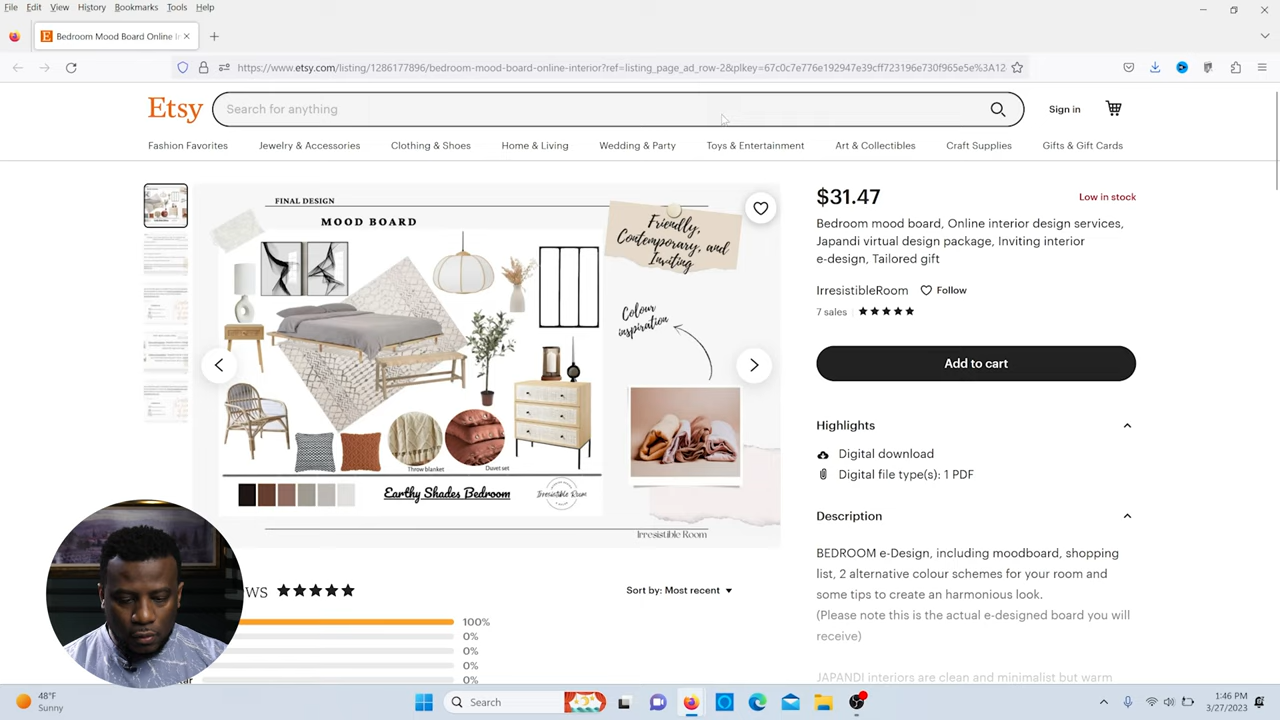 File Edit View History Bookmarks Tools Help
Bedroom Mood Board Online In
https://www.etsy.com/listing/1286177896/bedroom-mood-board-online-interior?ref=listing_page_ad_row-2&plkey=67c0c7e776e192947e39cff723196e730f965e5e%3A12
Etsy Search for anything Sign in
Fashion Favorites Jewelry & Accessories Clothing & Shoes Home & Living Wedding & Party Toys & Entertainment Art & Collectibles Craft Supplies Gifts & Gift Cards
FINAL DESIGN
MOOD BOARD
Friendly,
Contemporary, and
Inviting
Colour
inspiration
Throw blanket
Duvet set
Earthy Shades Bedroom
Irresistible Room
Irresistible Room
$31.47
Low in stock
Bedroom mood board, Online interior design services,
Japandi virtual design package, Inviting interior
e-design, Tailored gift
IrresistibleRoom Follow
7 sales
Add to cart
Highlights
Digital download
Digital file type(s): 1 PDF
Description
BEDROOM e-Design, including moodboard, shopping
list, 2 alternative colour schemes for your room and
some tips to create an harmonious look.
(Please note this is the actual e-designed board you will
receive)
JAPANDI interiors are clean and minimalist but warm
Sort by: Most recent
100%
0%
0%
0%
0%
48°F
Sunny
Search
1:46 PM
3/27/2023